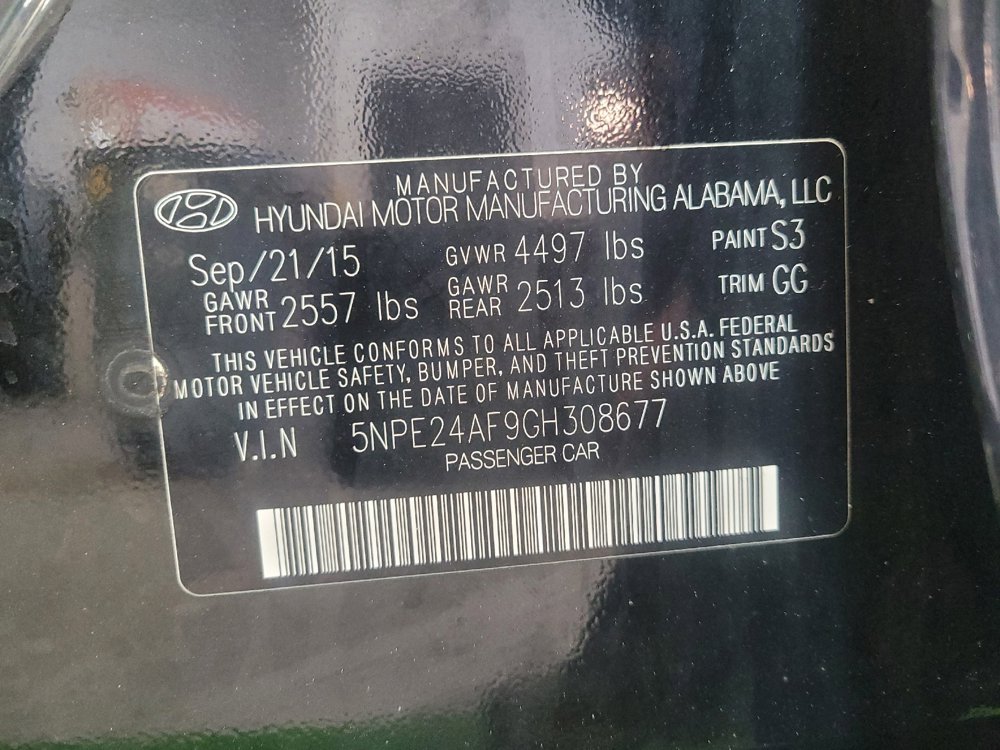 MANUFACTURED BY
HYUNDAI MOTOR MANUFACTURING ALABAMA, LLC
Sep/21/15 GVWR 4497 lbs PAINT S3
GAWR FRONT 2557 lbs GAWR REAR 2513 lbs TRIM GG
THIS VEHICLE CONFORMS TO ALL APPLICABLE U.S.A. FEDERAL
MOTOR VEHICLE SAFETY, BUMPER, AND THEFT PREVENTION STANDARDS
IN EFFECT ON THE DATE OF MANUFACTURE SHOWN ABOVE
V.I.N 5NPE24AF9GH308677
PASSENGER CAR